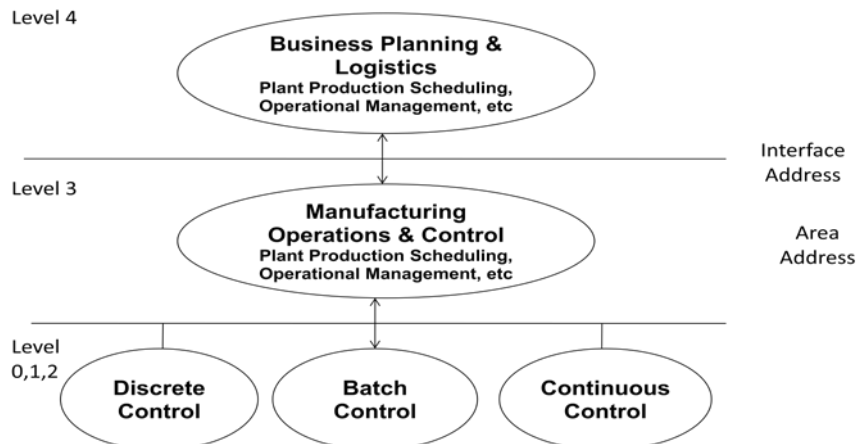 Level 4
Business Planning &
Logistics
Plant Production Scheduling,
Operational Management, etc
Interface
Address
Level 3
Manufacturing
Operations & Control
Plant Production Scheduling,
Operational Management, etc
Area
Address
Level
0,1,2
Discrete
Control
Batch
Control
Continuous
Control